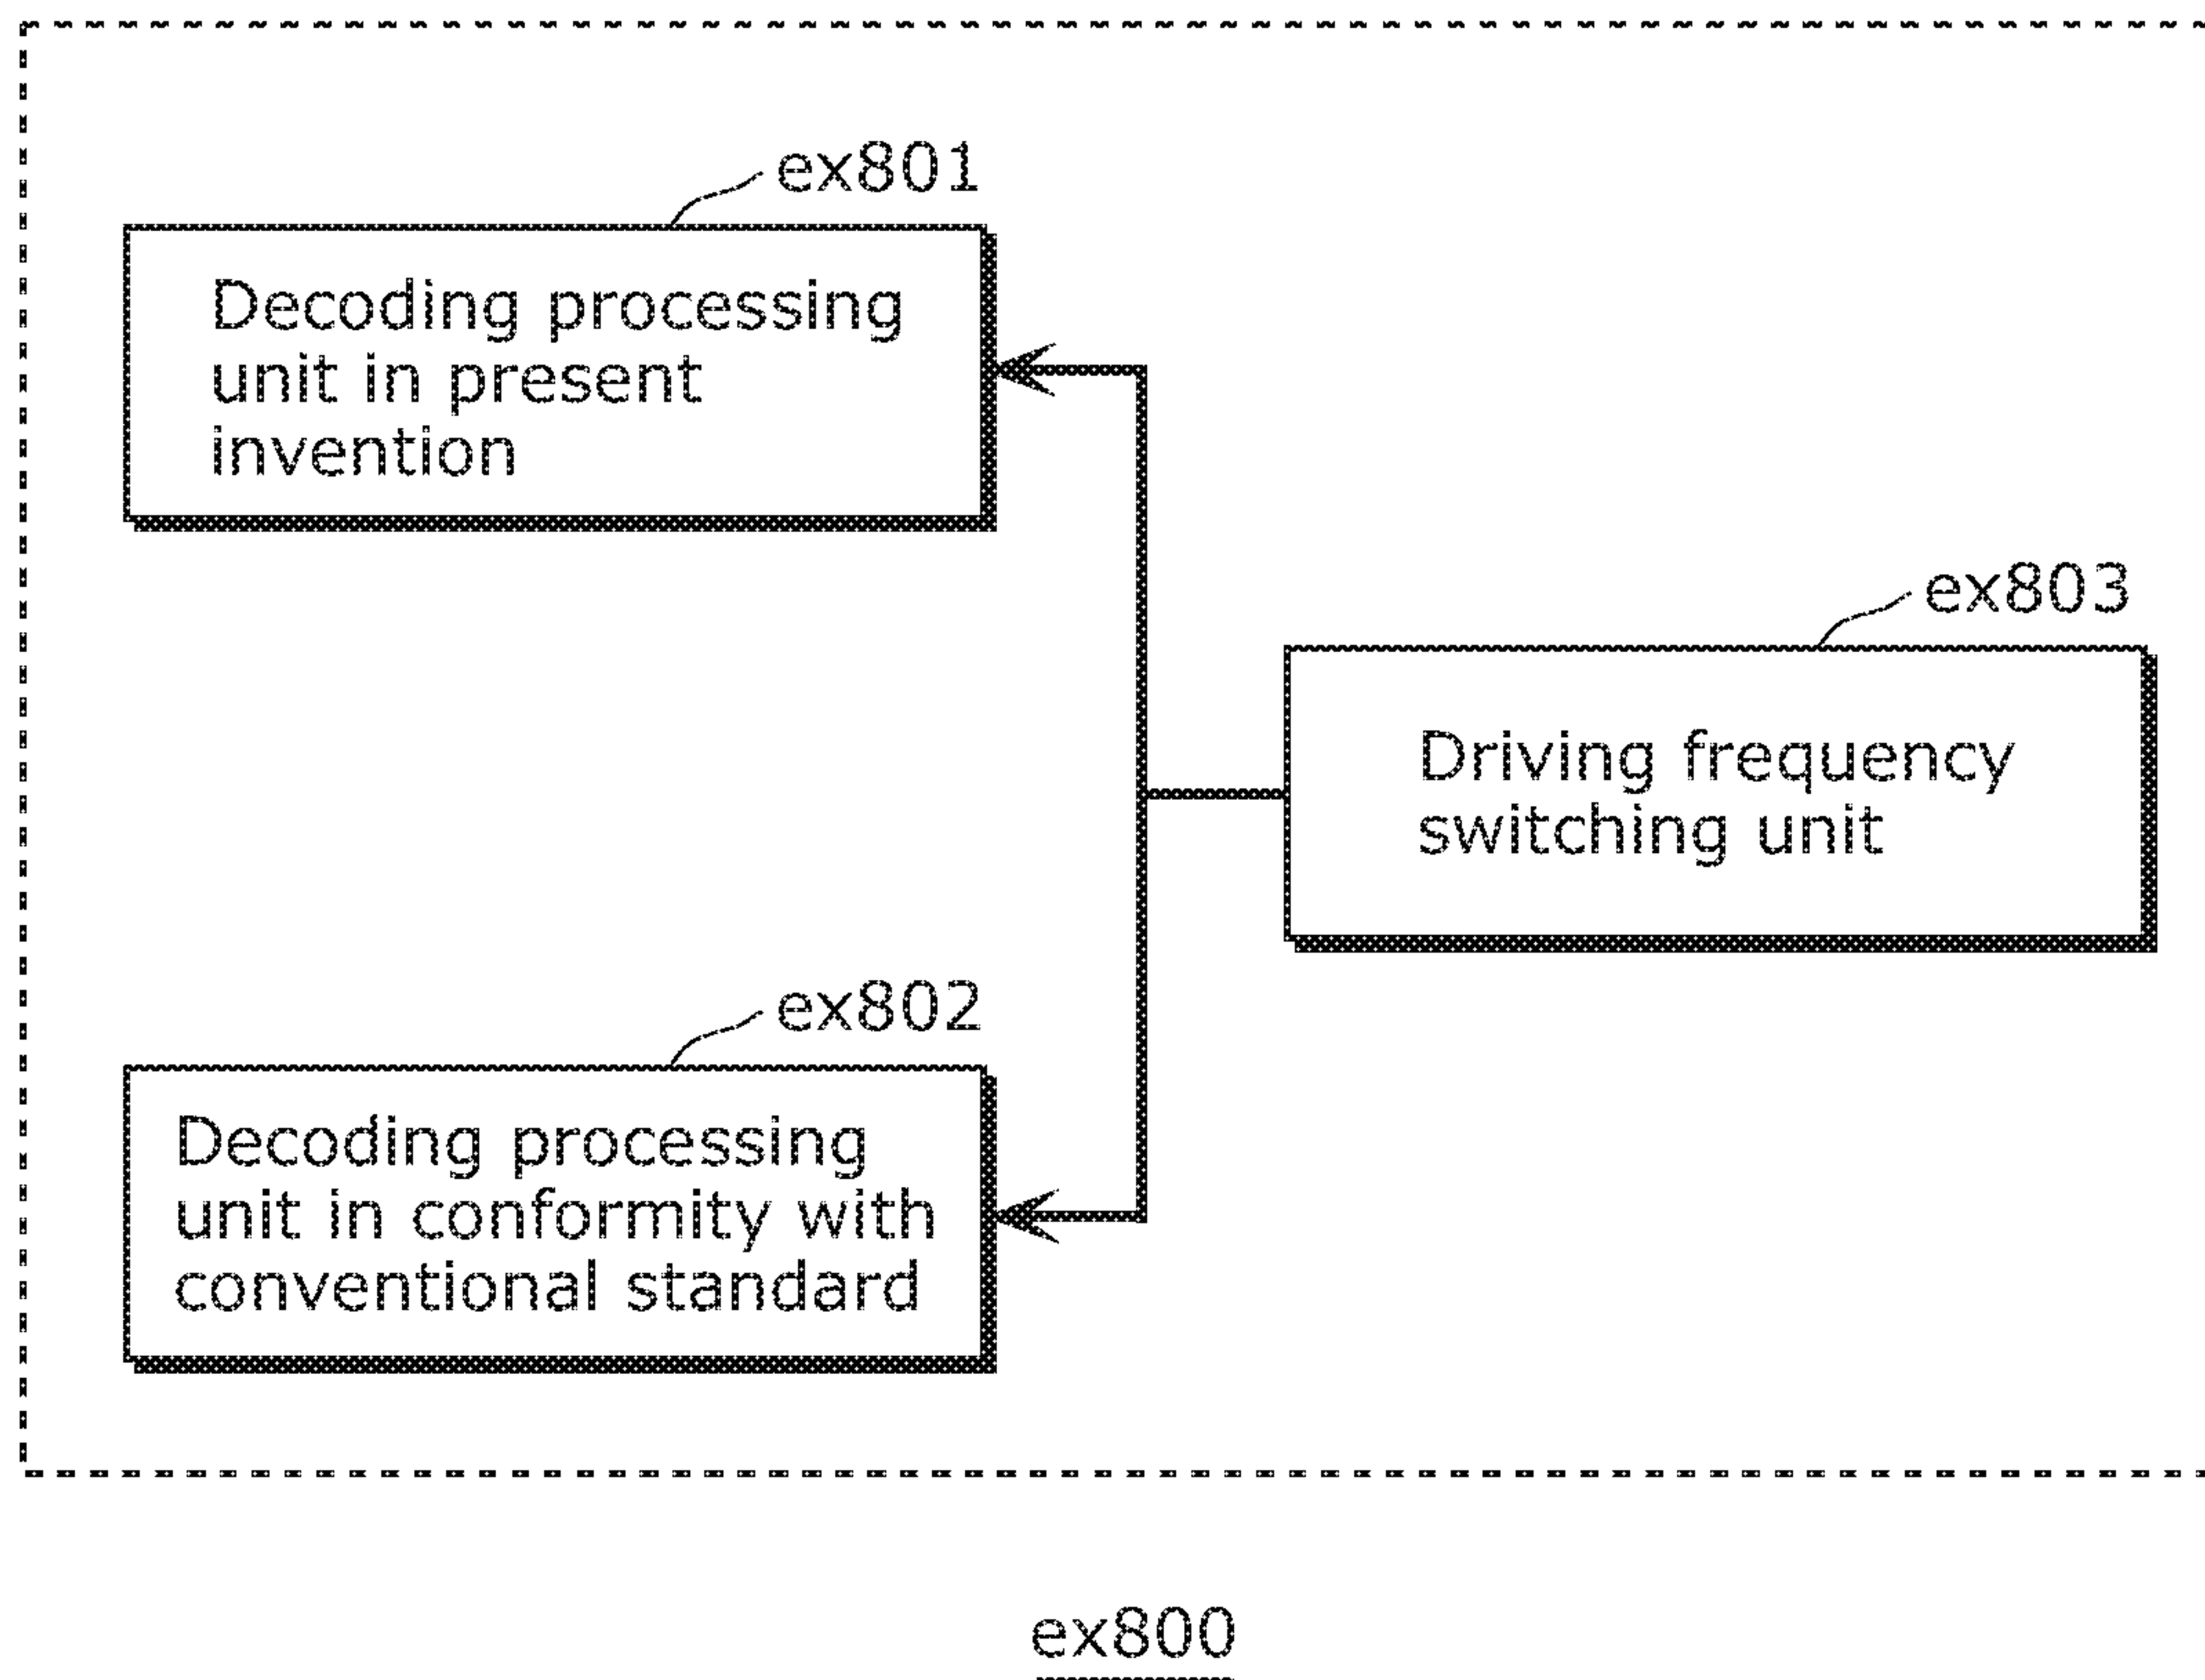 ex801
Decoding processing
unit in present
invention
ex803
Driving frequency
switching unit
ex802
Decoding processing
unit in conformity with
conventional standard
ex800